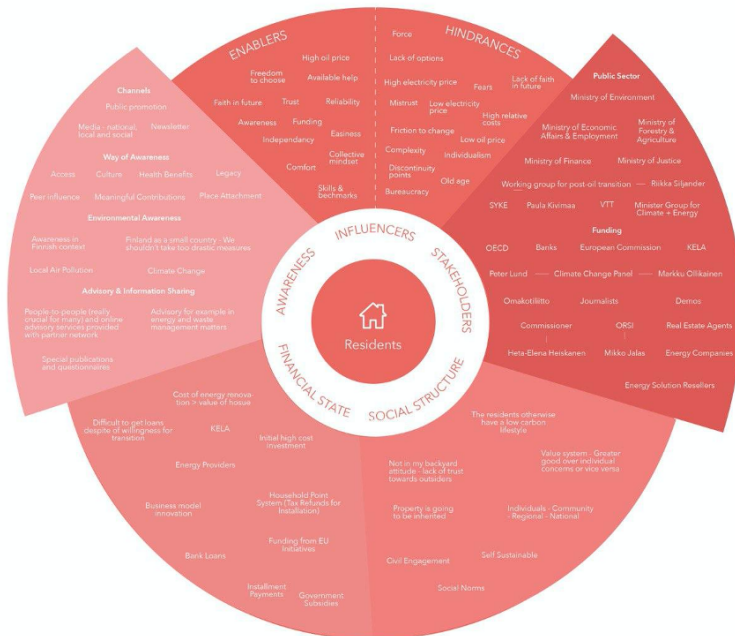 ENABLERS
High oil price
Freedom
to choose
Available help
Faith in future
Trust
Reliability
Awareness
Funding
Easiness
Independancy
Collective
mindset
Comfort
Skills &
bechmarks
HINDRANCES
Force
Lack of options
High electricity price
Fears
Lack of faith
in future
Mistrust
Low electricity
price
High relative
costs
Friction to change
Low oil price
Complexity
Individualism
Discontinuity
points
Old age
Bureaucracy
Public Sector
Ministry of Environment
Ministry of Economic
Affairs & Employment
Ministry of
Forestry &
Agriculture
Ministry of Finance
Ministry of Justice
Working group for post-oil transition
Riikka Siljander
SYKE
Paula Kivimaa
VTT
Minister Group for
Climate + Energy
Funding
OECD
Banks
European Commission
KELA
Peter Lund
Climate Change Panel
Markku Ollikainen
Omakotiliitto
Journalists
Demos
Commissioner
ORSI
Real Estate Agents
Heta-Elena Heiskanen
Mikko Jalas
Energy Companies
Energy Solution Resellers
Channels
Public promotion
Media - national,
local and social
Newsletter
Way of Awareness
Access
Culture
Health Benefits
Legacy
Peer Influence
Meaningful Contributions
Place Attachment
Environmental Awareness
Awareness in
Finnish context
Finland as a small country - We
shouldn't take too drastic measures
Local Air Pollution
Climate Change
Advisory & Information Sharing
People-to-people (really
crucial for many) and online
advisory services provided
with partner network
Advisory for example in
energy and waste
management matters
Special publications
and questionnaires
INFLUENCERS
AWARENESS
STAKEHOLDERS
Residents
FINANCIAL STATE
SOCIAL STRUCTURE
Cost of energy renova
tion > value of hosue
Difficult to get loans
despite of willingness for
transition
KELA
Initial high cost
investment
Energy Providers
Household Point
System (Tax Refunds for
Installation)
Business model
innovation
Funding from EU
Initiatives
Bank Loans
Installment
Payments
Government
Subsidies
The residents otherwise
have a low carbon
lifestyle
Not in my backyard
attitude - lack of trust
towards outsiders
Value system - Greater
good over individual
concerns or vice versa
Property is going
to be inherited
Individuals - Community
- Regional - National
Civil Engagement
Self Sustainable
Social Norms